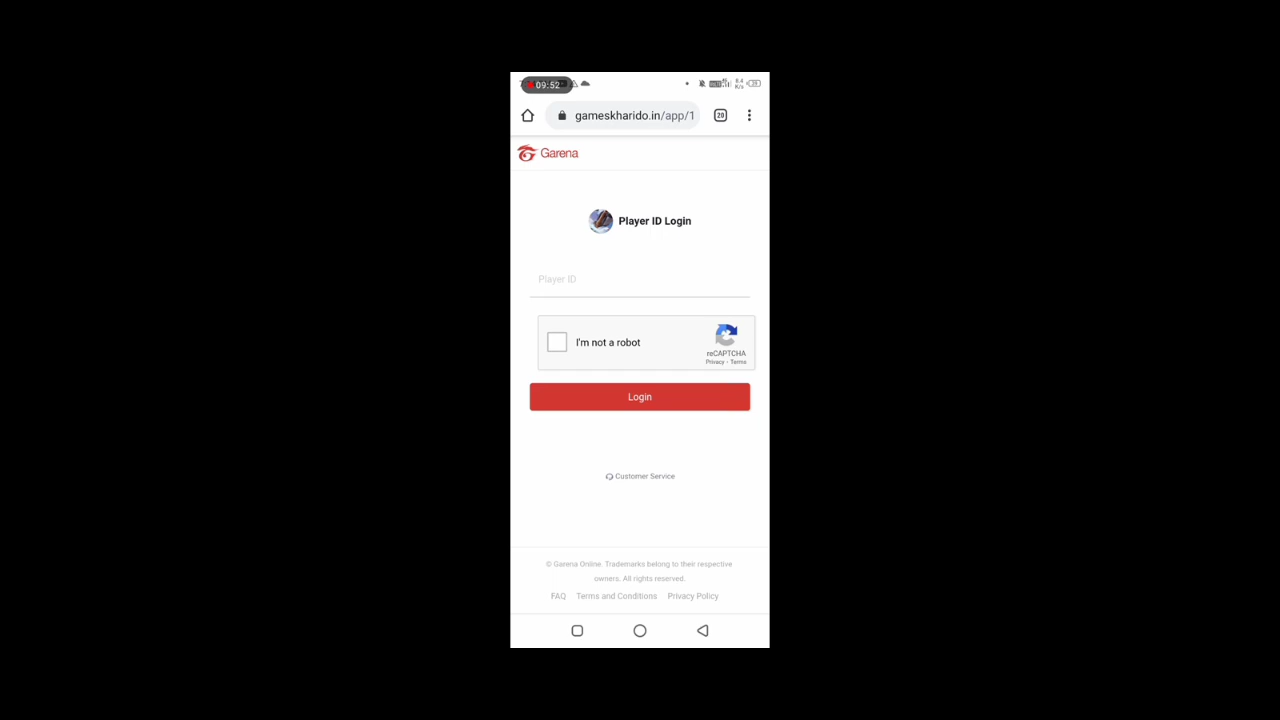 09:52
gameskharido.in/app/1
20
Garena
Player ID Login
Player ID
I'm not a robot
reCAPTCHA
Privacy - Terms
Login
Customer Service
© Garena Online. Trademarks belong to their respective
owners. All rights reserved.
FAQ Terms and Conditions Privacy Policy